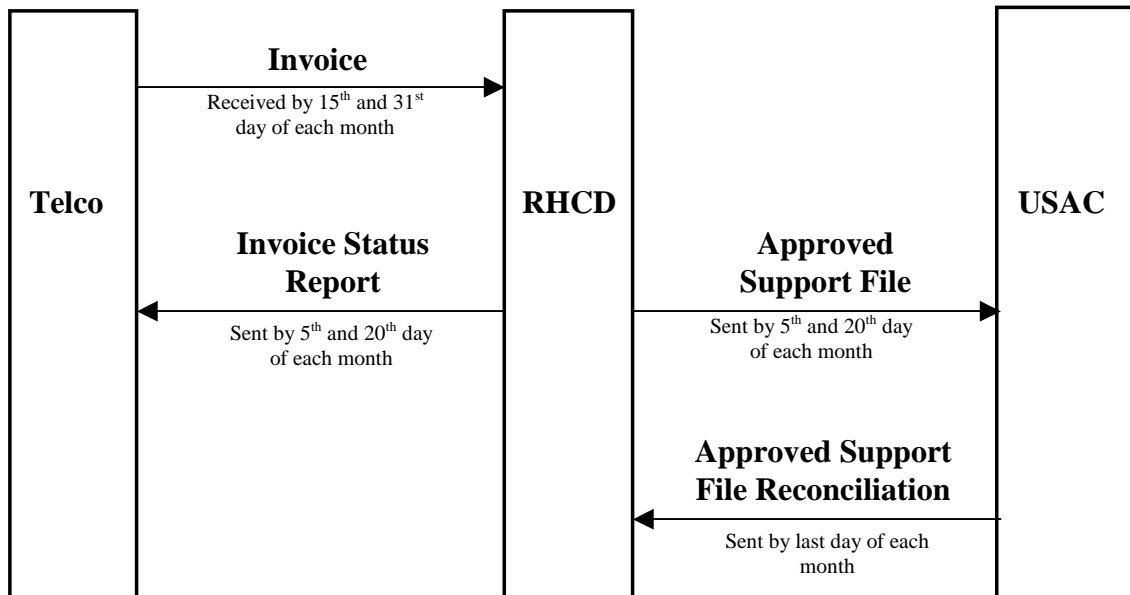 Invoice
Received by 15th and 31st
day of each month
Telco
RHCD
USAC
Invoice Status
Report
Sent by 5th and 20th day
of each month
Approved
Support File
Sent by 5th and 20th day
of each month
Approved Support
File Reconciliation
Sent by last day of each
month